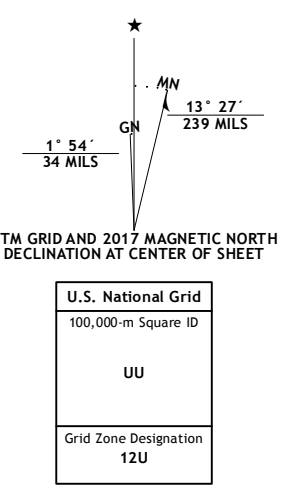 MN
GN
13° 27´
239 MILS
1° 54´
34 MILS
TM GRID AND 2017 MAGNETIC NORTH
DECLINATION AT CENTER OF SHEET
U.S. National Grid
100,000-m Square ID
UU
Grid Zone Designation
12U